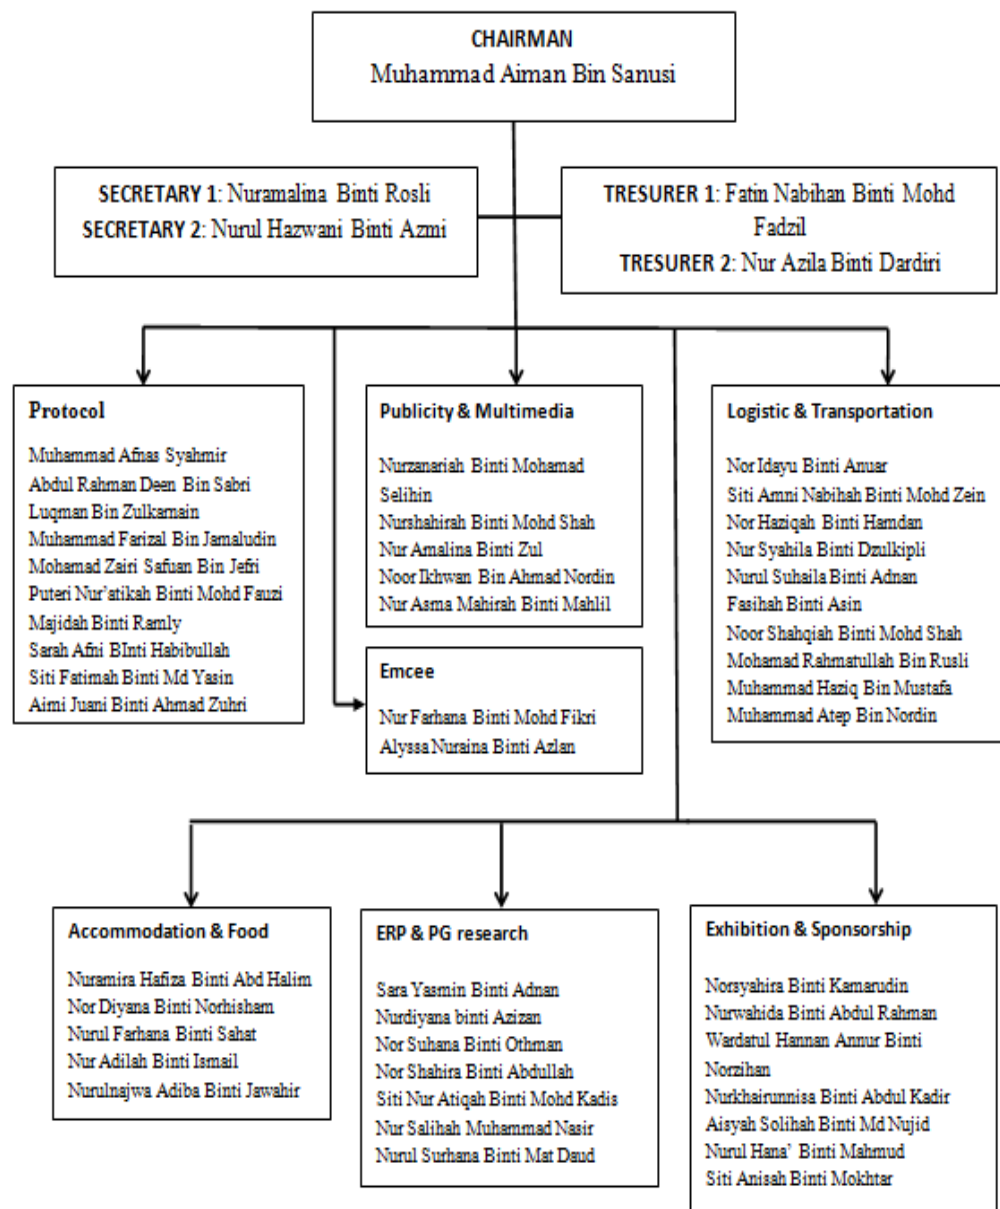 CHAIRMAN
Muhammad Aiman Bin Sanusi
SECRETARY 1: Nuramalina Binti Rosli
SECRETARY 2: Nurul Hazwani Binti Azmi
TRESURER 1: Fatin Nabihan Binti Mohd
Fadzil
TRESURER 2: Nur Azila Binti Dardiri
Protocol
Muhammad Afnas Syahmir
Abdul Rahman Deen Bin Sabri
Luqman Bin Zulkarnain
Muhammad Farizal Bin Jamaludin
Mohamad Zairi Safuan Bin Jefri
Puteri Nur’atikah Binti Mohd Fauzi
Majidah Binti Ramly
Sarah Afni BInti Habibullah
Siti Fatimah Binti Md Yasin
Aimi Juani Binti Ahmad Zuhri
Publicity & Multimedia
Nurzanariah Binti Mohamad
Selihin
Nurshahirah Binti Mohd Shah
Nur Amalina Binti Zul
Noor Ikhwan Bin Ahmad Nordin
Nur Asma Mahirah Binti Mahlil
Emcee
Nur Farhana Binti Mohd Fikri
Alyssa Nuraina Binti Azlan
Logistic & Transportation
Nor Idayu Binti Anuar
Siti Amni Nabihah Binti Mohd Zein
Nor Haziqah Binti Hamdan
Nur Syahila Binti Dzulkipli
Nurul Suhaila Binti Adnan
Fasihah Binti Asin
Noor Shahqiah Binti Mohd Shah
Mohamad Rahmatullah Bin Rusli
Muhammad Haziq Bin Mustafa
Muhammad Atep Bin Nordin
Accommodation & Food
Nuramira Hafiza Binti Abd Halim
Nor Diyana Binti Norhisham
Nurul Farhana Binti Sahat
Nur Adilah Binti Ismail
Nurulnajwa Adiba Binti Jawahir
ERP & PG research
Sara Yasmin Binti Adnan
Nurdiyana binti Azizan
Nor Suhana Binti Othman
Nor Shahira Binti Abdullah
Siti Nur Atiqah Binti Mohd Kadis
Nur Salihah Muhammad Nasir
Nurul Surhana Binti Mat Daud
Exhibition & Sponsorship
Norsyahira Binti Kamarudin
Nurwahida Binti Abdul Rahman
Wardatul Hannan Annur Binti
Norzihan
Nurkhairunnisa Binti Abdul Kadir
Aisyah Solihah Binti Md Nujid
Nurul Hana’ Binti Mahmud
Siti Anisah Binti Mokhtar